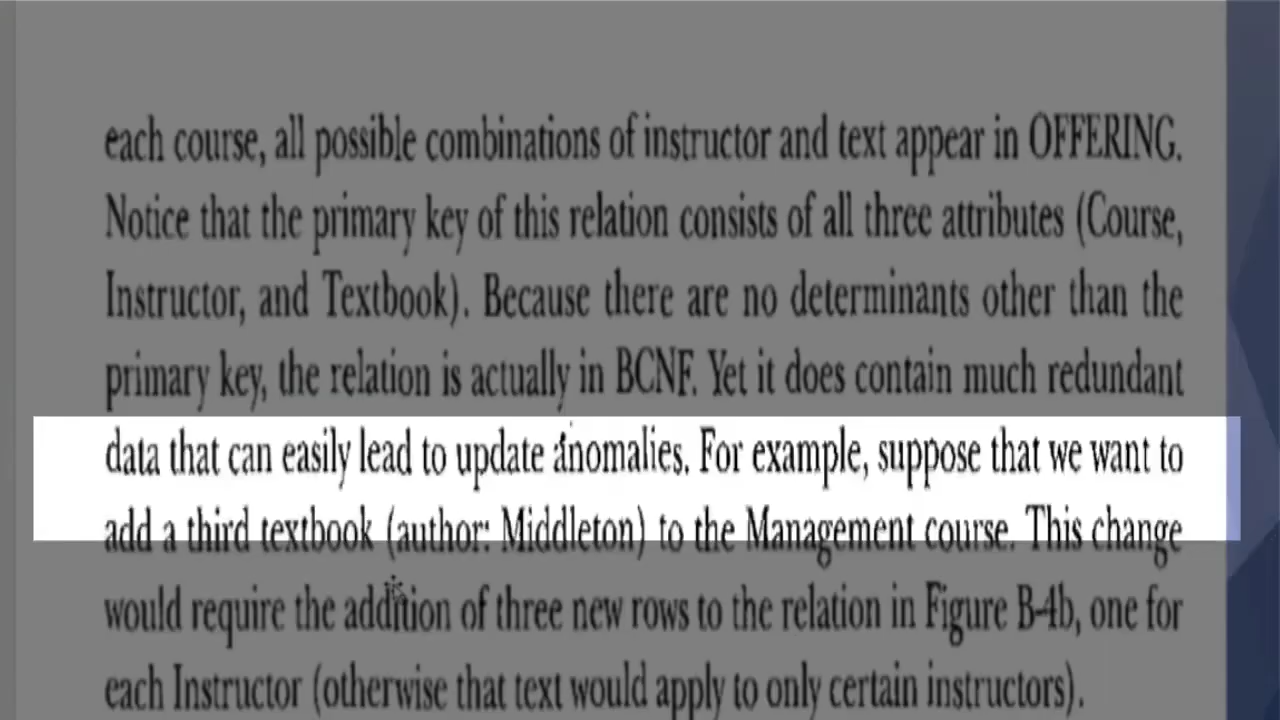 each course, all possible combinations of instructor and text appear in OFFERING.
Notice that the primary key of this relation consists of all three attributes (Course,
Instructor, and Textbook). Because there are no determinants other than the
primary key, the relation is actually in BCNF. Yet it does contain much redundant
data that can easily lead to update anomalies. For example, suppose that we want to
add a third textbook (author: Middleton) to the Management course. This change
would require the addition of three new rows to the relation in Figure B-4b, one for
each Instructor (otherwise that text would apply to only certain instructors).